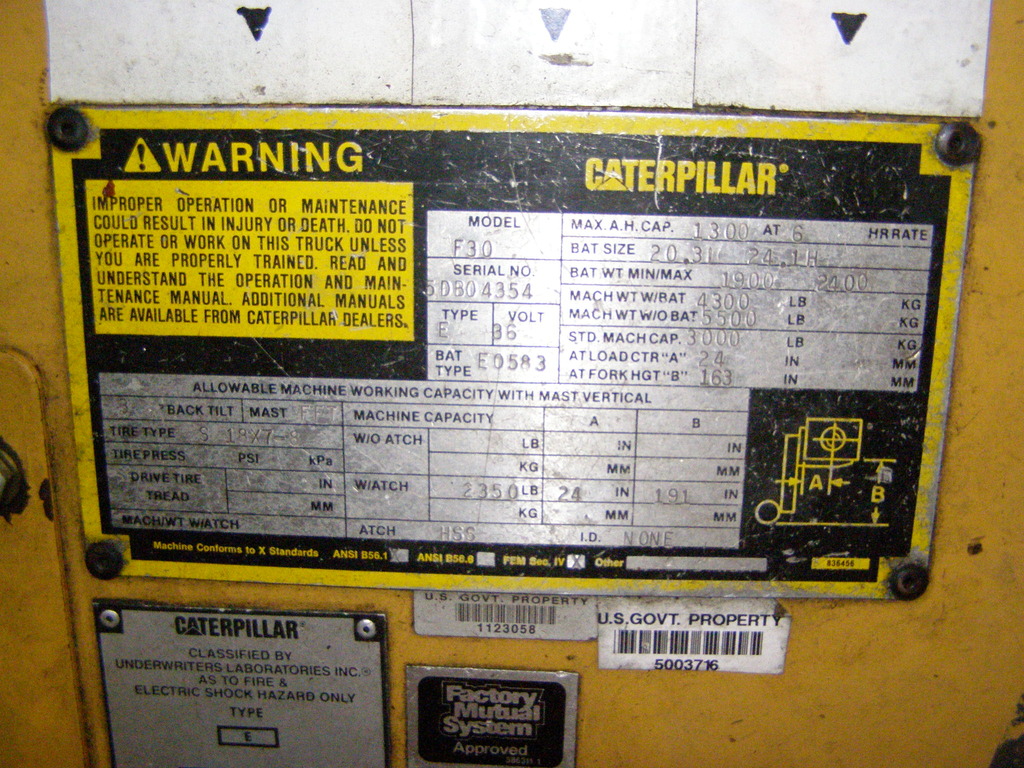 WARNING
CATERPILLAR®
IMPROPER OPERATION OR MAINTENANCE
COULD RESULT IN INJURY OR DEATH. DO NOT
OPERATE OR WORK ON THIS TRUCK UNLESS
YOU ARE PROPERLY TRAINED. READ AND
UNDERSTAND THE OPERATION AND MAIN-
TENANCE MANUAL. ADDITIONAL MANUALS
ARE AVAILABLE FROM CATERPILLAR DEALERS.
MODEL
F30
SERIAL NO.
5DB04354
TYPE VOLT
E 36
BAT TYPE E0583
MAX. A.H. CAP. 1300 AT 6 HR RATE
BAT SIZE 20.3 24.1H
BAT WT MIN/MAX 1900 2400
MACH WT W/BAT 4300 LB KG
MACH WT W/O BAT 5500 LB KG
STD. MACH CAP. 3000 LB KG
AT LOAD CTR "A" 24 IN MM
AT FORK HGT "B" 163 IN MM
ALLOWABLE MACHINE WORKING CAPACITY WITH MAST VERTICAL
BACK TILT MAST MACHINE CAPACITY A B
TIRE TYPE S 18X7-8 W/O ATCH LB IN IN
TIRE PRESS PSI kPa KG MM MM
DRIVE TIRE TREAD IN W/ATCH 2350 LB 24 IN 191 IN
MM KG MM MM
MACH/WT W/ATCH ATCH HSS I.D. NONE
A
B
Machine Conforms to X Standards ANSI B56.1 ANSI B56.6 FEM Sec. IV X Other
836456
U.S. GOVT. PROPERTY
1123058
U.S. GOVT. PROPERTY
5003716
CATERPILLAR
CLASSIFIED BY
UNDERWRITERS LABORATORIES INC.®
AS TO FIRE &
ELECTRIC SHOCK HAZARD ONLY
TYPE
E
Factory
Mutual
System
Approved